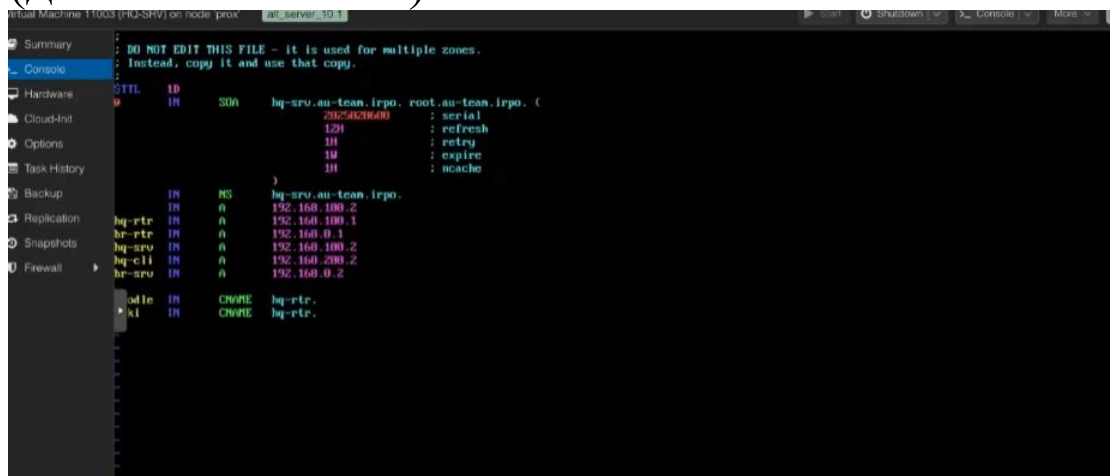 Virtual Machine 11003 (HQ-SRV) on node 'prox' alt_server_10.1 Start Shutdown Console More
Summary
Console
Hardware
Cloud-Init
Options
Task History
Backup
Replication
Snapshots
Firewall
;
; DO NOT EDIT THIS FILE - it is used for multiple zones.
; Instead, copy it and use that copy.
;
$TTL 1D
@ IN SOA hq-srv.au-team.irpo. root.au-team.irpo. (
2025020600 ; serial
12H ; refresh
1H ; retry
1W ; expire
1H ; ncache
)
IN NS hq-srv.au-team.irpo.
IN A 192.168.100.2
hq-rtr IN A 192.168.100.1
br-rtr IN A 192.168.0.1
hq-srv IN A 192.168.100.2
hq-cli IN A 192.168.200.2
br-srv IN A 192.168.0.2
odle IN CNAME hq-rtr.
ki IN CNAME hq-rtr.